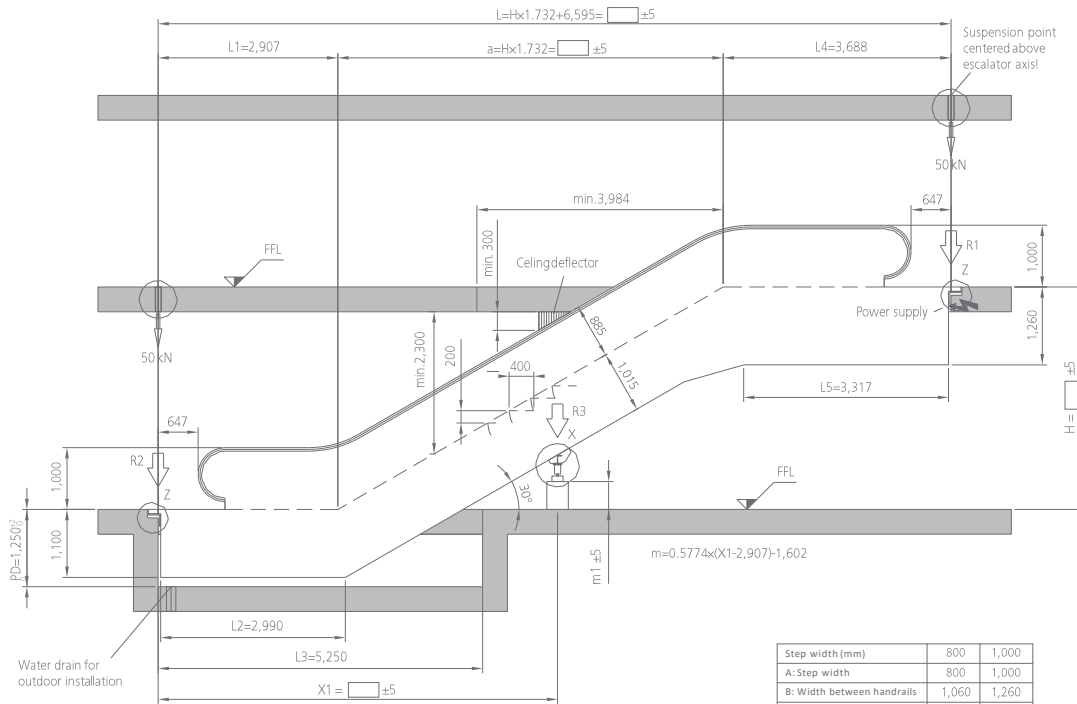 L=H×1.732+6,595= ±5
L1=2,907
a=H×1.732= ±5
L4=3,688
Suspension point
centered above
escalator axis!
50 kN
min.3,984
647
FFL
min. 300
Celingdeflector
R1
Z
1,000
Power supply
1,260
50 kN
min.2,300
200
400
885
1,015
L5=3,317
H = ±5
647
R3
X
R2
Z
1,000
30°
FFL
1,100
m1 ±5
m=0.5774×(X1-2,907)-1,602
L2=2,990
L3=5,250
Water drain for
outdoor installation
X1 = ±5
Step width (mm) 800 1,000
A: Step width 800 1,000
B: Width between handrails 1,060 1,260